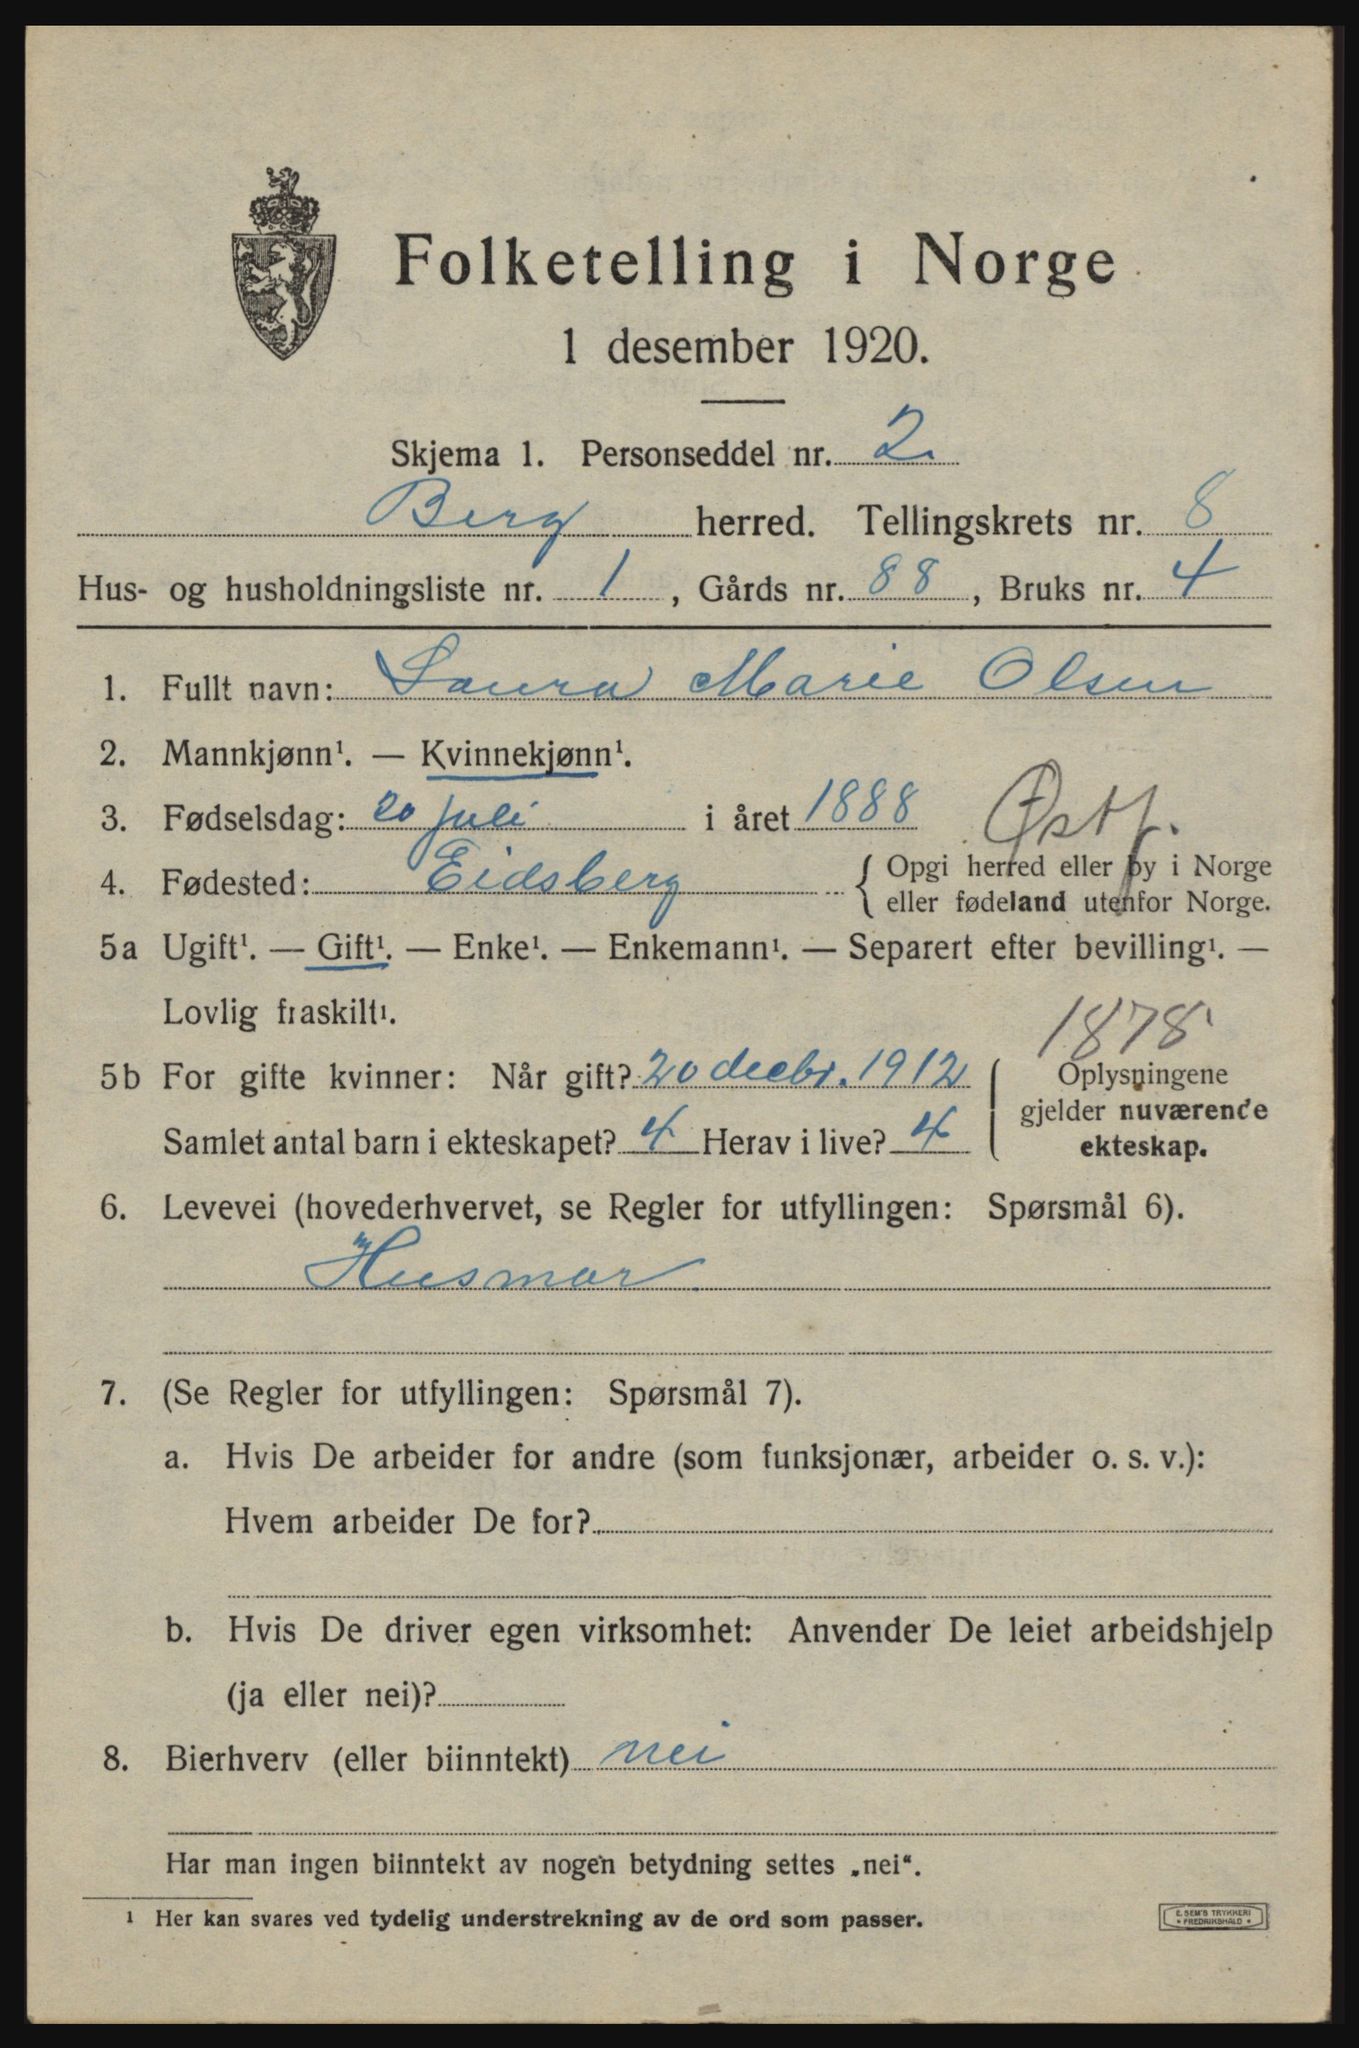 Folketelling i Norge
1 desember 1920.
Skjema 1. Personseddel nr. 2.
Berg herred. Tellingskrets nr. 8
Hus- og husholdningsliste nr. 1, Gårds nr. 88, Bruks nr. 4
1. Fullt navn: Laura Marie Olsen
2. Mannkjønn¹. — Kvinnekjønn¹.
3. Fødselsdag: 20 juli i året 1888 Østf.
4. Fødested: Eidsberg { Opgi herred eller by i Norge
eller fødeland utenfor Norge.
5a Ugift¹. — Gift¹. — Enke¹. — Enkemann¹. — Separert efter bevilling¹. —
Lovlig fraskilt¹.
1878
5b For gifte kvinner: Når gift? 20 decbr. 1912 { Oplysningene
gjelder nuværende
Samlet antal barn i ekteskapet? 4 Herav i live? 4 ekteskap.
6. Levevei (hovederhvervet, se Regler for utfyllingen: Spørsmål 6).
Husmor
7. (Se Regler for utfyllingen: Spørsmål 7).
a. Hvis De arbeider for andre (som funksjonær, arbeider o. s. v.):
Hvem arbeider De for?
b. Hvis De driver egen virksomhet: Anvender De leiet arbeidshjelp
(ja eller nei)?
8. Bierhverv (eller biinntekt) nei
Har man ingen biinntekt av nogen betydning settes „nei“.
¹ Her kan svares ved tydelig understrekning av de ord som passer.
E. SEM'S TRYKKERI
• FREDRIKSHALD •